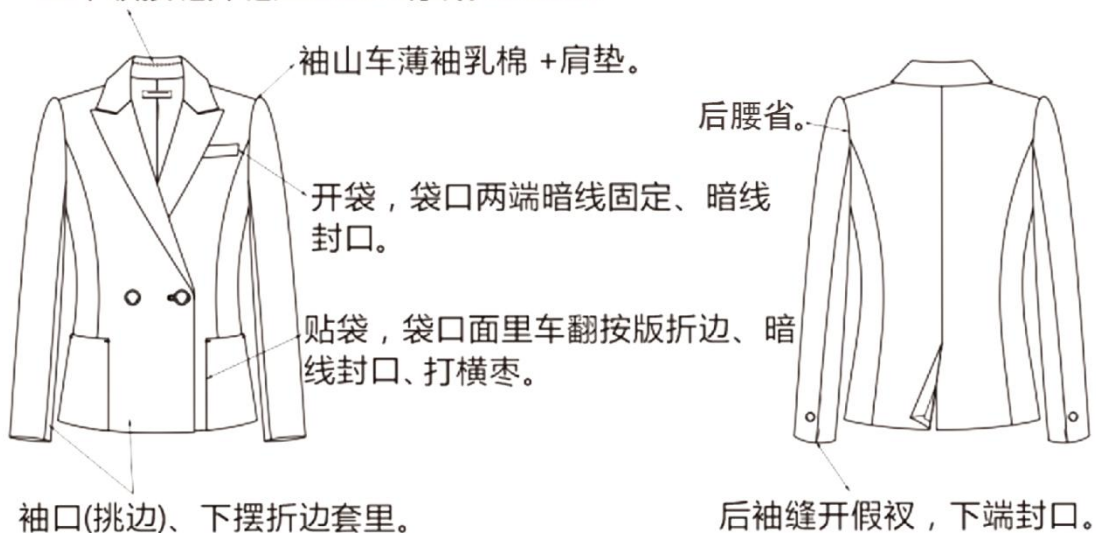 袖山车薄袖乳棉 +肩垫。
后腰省。
开袋，袋口两端暗线固定、暗线
封口。
贴袋，袋口面里车翻按版折边、暗
线封口、打横枣。
袖口(挑边)、下摆折边套里。
后袖缝开假衩，下端封口。